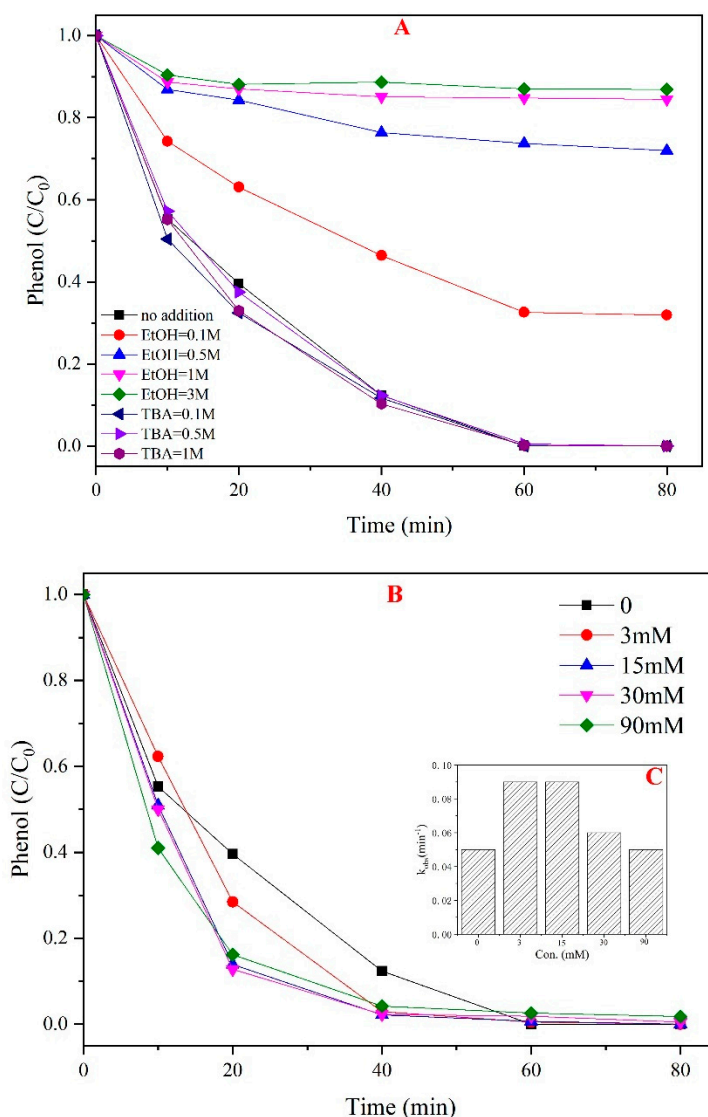 A
1.0
0.8
0.6
0.4
0.2
0.0
Phenol (C/C₀)
no addition
EtOH=0.1M
EtOH=0.5M
EtOH=1M
EtOH=3M
TBA=0.1M
TBA=0.5M
TBA=1M
0 20 40 60 80
Time (min)
B
1.0
0.8
0.6
0.4
0.2
0.0
Phenol (C/C₀)
0
3mM
15mM
30mM
90mM
C
0.10
0.08
0.06
0.04
0.02
0.00
k_obs(min⁻¹)
0 3 15 30 90
Con. (mM)
0 20 40 60 80
Time (min)